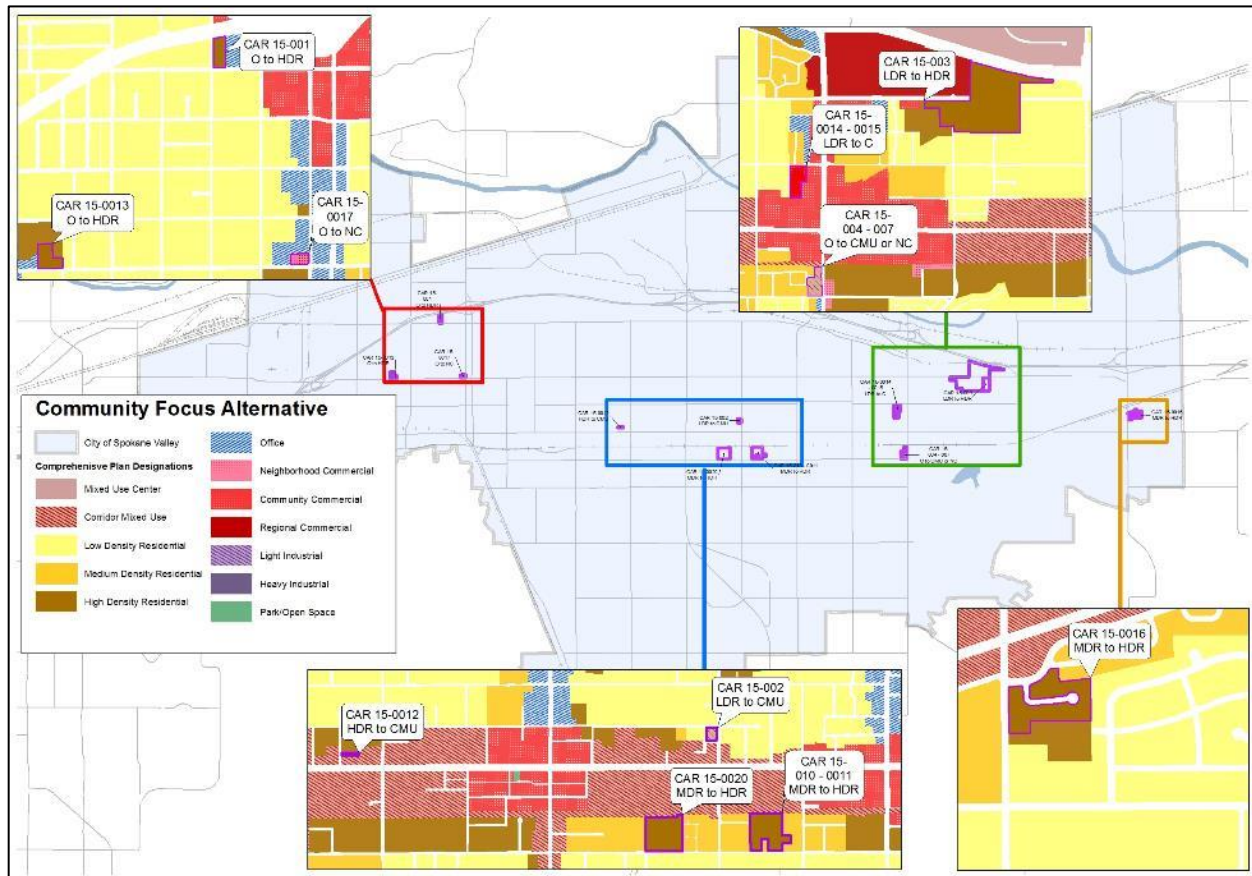 CAR 15-001
O to HDR
CAR 15-0013
O to HDR
CAR 15-
0017
O to NC
CAR 15-003
LDR to HDR
CAR 15-
0014 - 0015
LDR to C
CAR 15-
004 - 007
O to CMU or NC
Community Focus Alternative
City of Spokane Valley
Comprehenisve Plan Designations
Mixed Use Center
Corridor Mixed Use
Low Density Residential
Medium Density Residential
High Density Residential
Office
Neighborhood Commercial
Community Commercial
Regional Commercial
Light Industrial
Heavy Industrial
Park/Open Space
CAR 15-0012
HDR to CMU
CAR 15-002
LDR to CMU
CAR 15-0020
MDR to HDR
CAR 15-
010 - 0011
MDR to HDR
CAR 15-0016
MDR to HDR